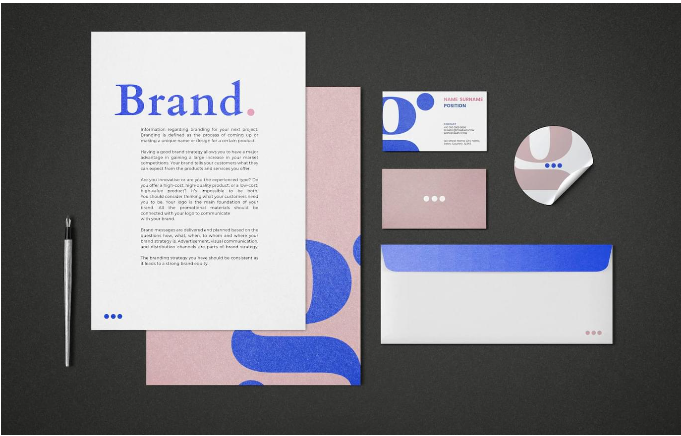 Brand.
Information regarding branding for your next project.
Branding is defined as the process of coming up or
making a unique name or design for a certain product.
Having a good brand strategy allows you to have a major
advantage in gaining a large increase in your market
competitions. Your brand tells your customers what they
can expect from the products and services you offer.
Are you innovative or are you the experienced type? Do
you offer a high-cost, high-quality product, or a low-cost,
high-value product? It's impossible to be both.
You should consider thinking what your customers need
you to be. Your logo is the main foundation of your
brand. All the promotional materials should be
connected with your logo to communicate
with your brand.
Brand messages are delivered and planned based on the
questions how, what, when, to whom and where your
brand strategy is. Advertisement, visual communication,
and distribution channels are parts of brand strategy.
The branding strategy you have should be consistent as
it leads to a strong brand equity.
g
NAME SURNAME
POSITION
g